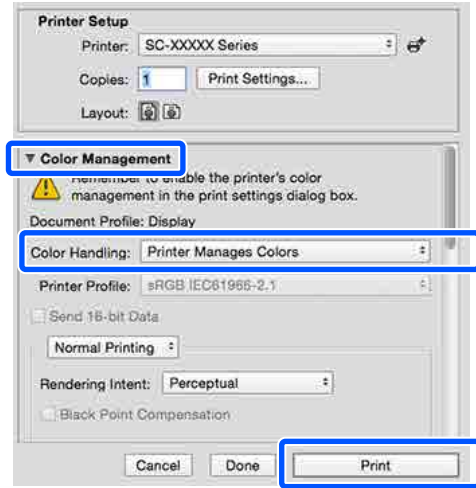 Printer Setup
Printer: SC-XXXXX Series
Copies: 1 Print Settings...
Layout:
▼ Color Management
Remember to enable the printer's color
management in the print settings dialog box.
Document Profile: Display
Color Handling: Printer Manages Colors
Printer Profile: sRGB IEC61966-2.1
Send 16-bit Data
Normal Printing
Rendering Intent: Perceptual
Black Point Compensation
Cancel Done Print